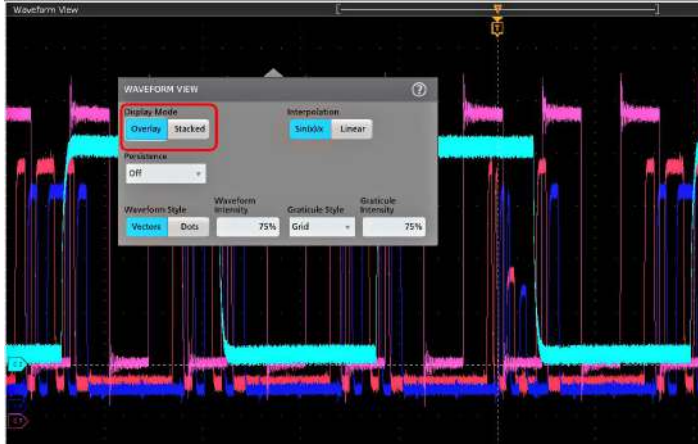 Waveform View
T
WAVEFORM VIEW
?
Display Mode
Interpolation
Overlay Stacked
Sin(x)/x Linear
Persistence
Off
Waveform Style
Waveform Intensity
Graticule Style
Graticule Intensity
Vectors Dots
75%
Grid
75%